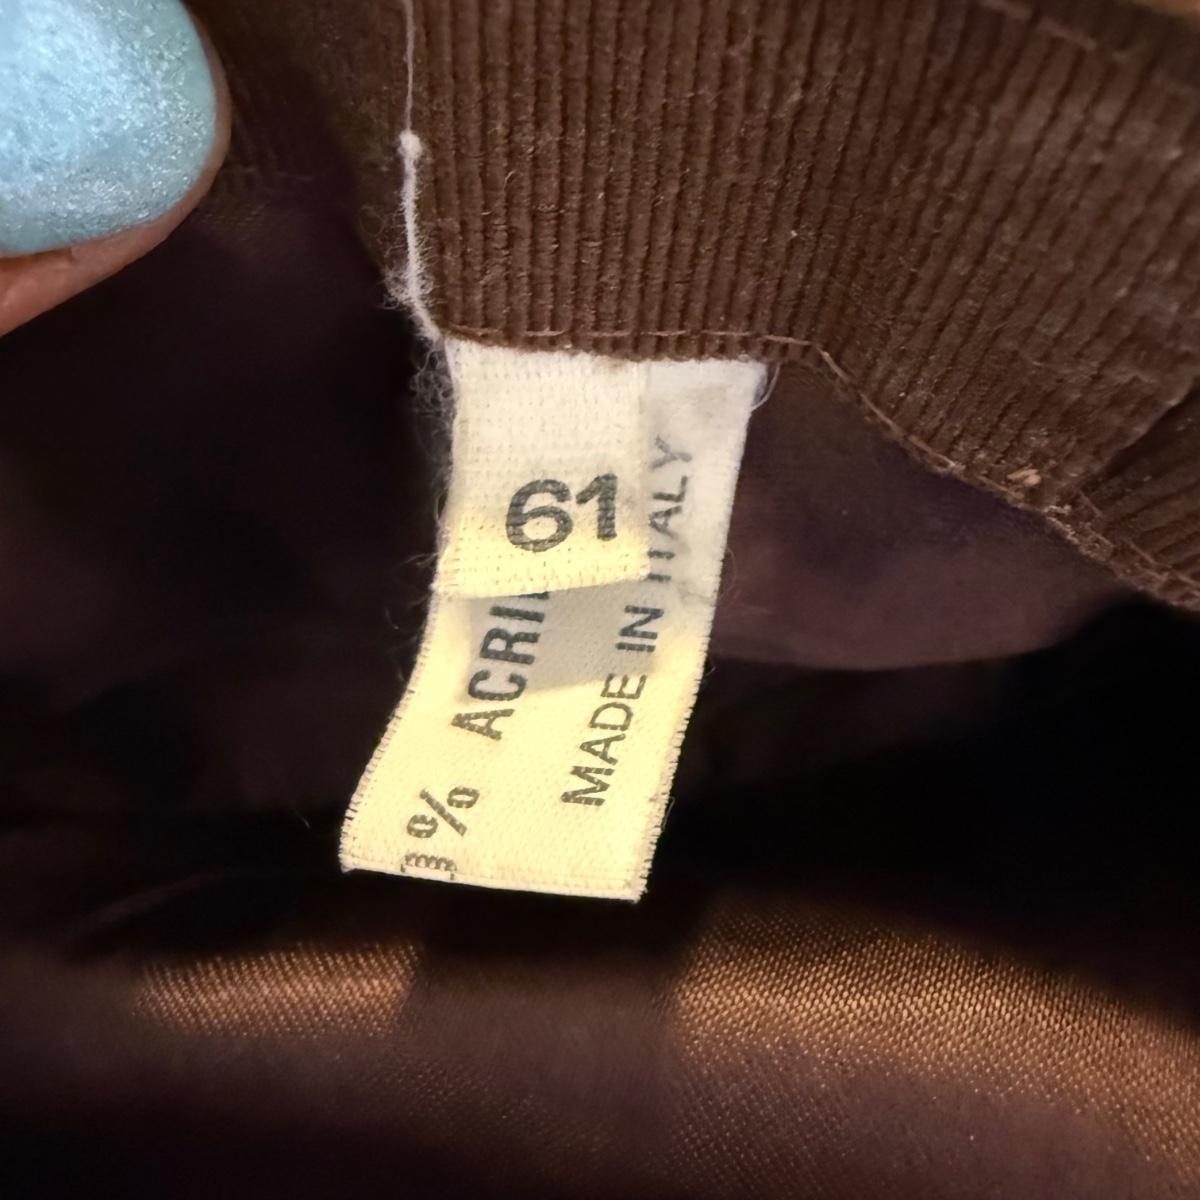 61
% ACRI
MADE IN ITALY